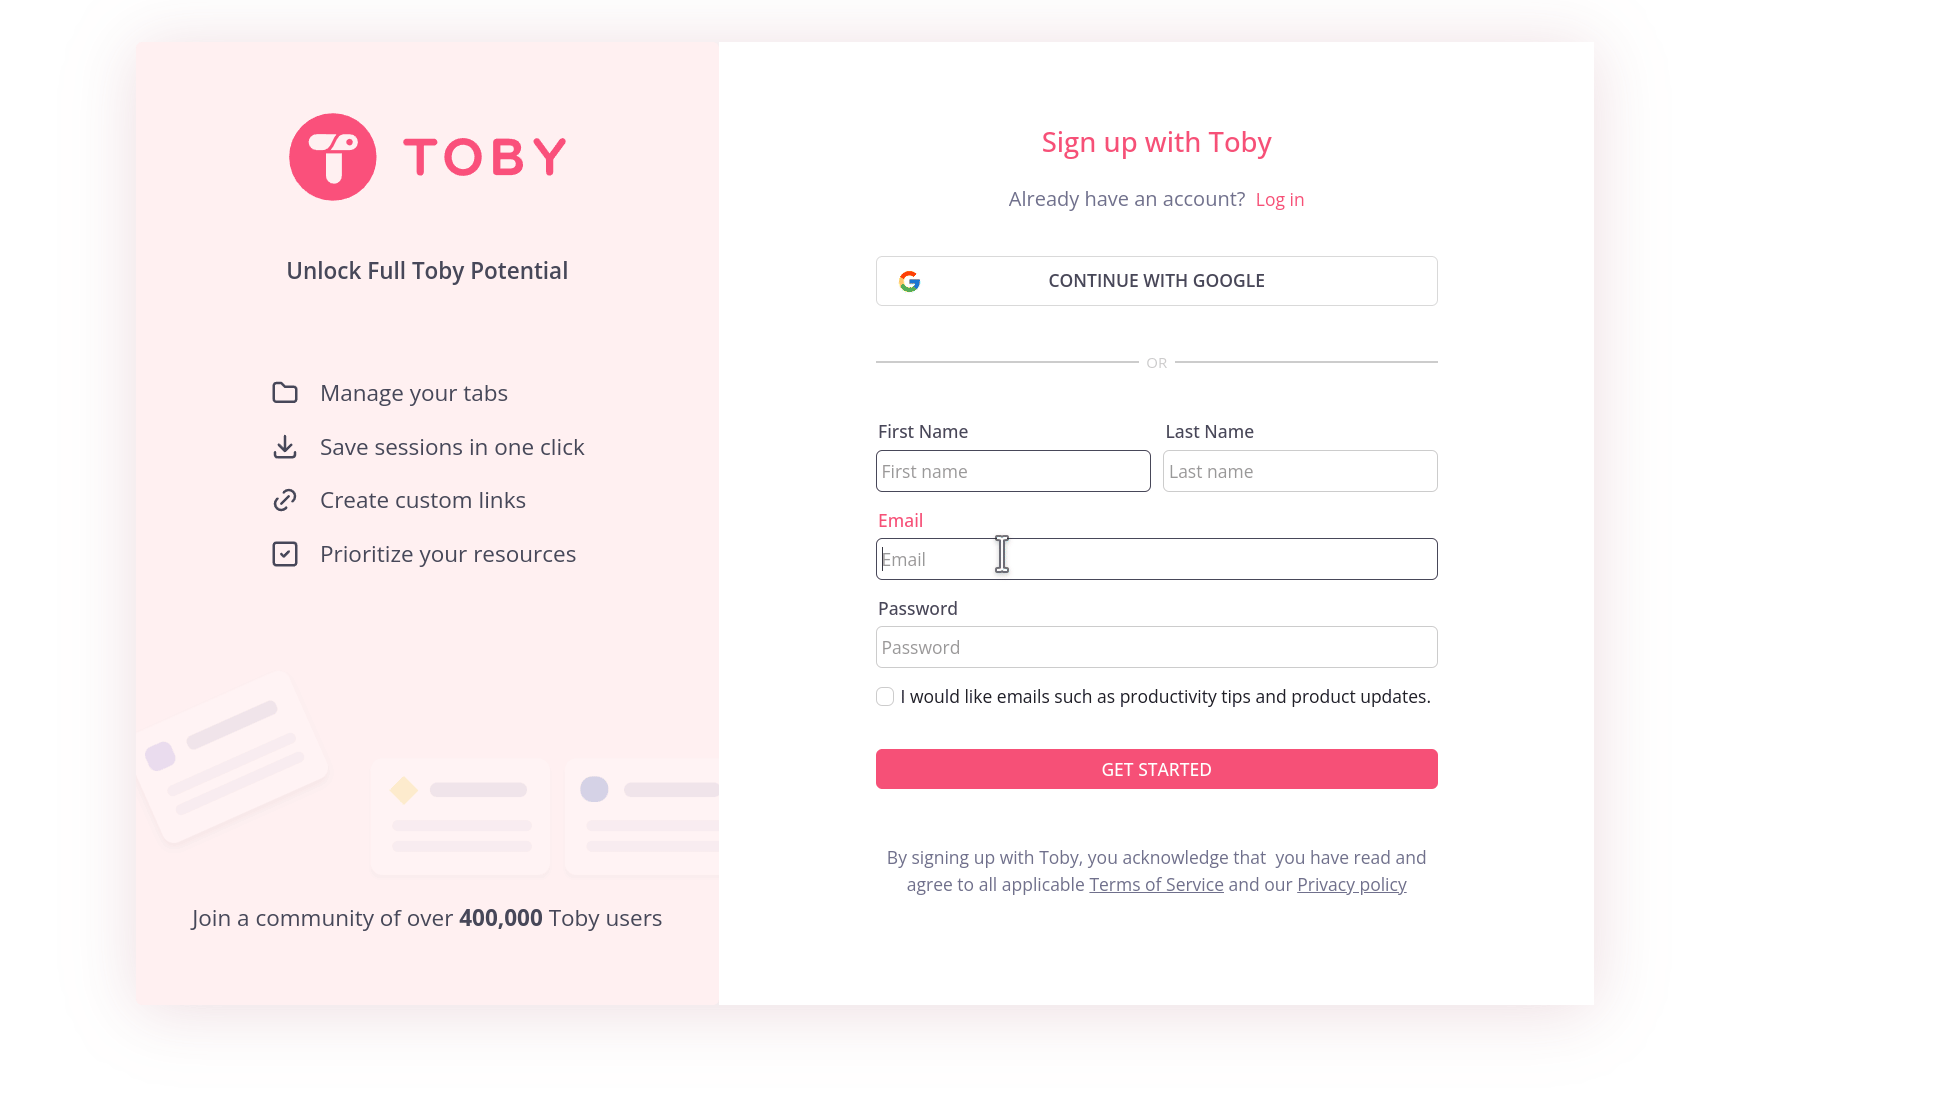 TOBY
Unlock Full Toby Potential
Manage your tabs
Save sessions in one click
Create custom links
Prioritize your resources
Join a community of over 400,000 Toby users
Sign up with Toby
Already have an account? Log in
CONTINUE WITH GOOGLE
OR
First Name Last Name
First name Last name
Email
Email
Password
Password
I would like emails such as productivity tips and product updates.
GET STARTED
By signing up with Toby, you acknowledge that you have read and
agree to all applicable Terms of Service and our Privacy policy